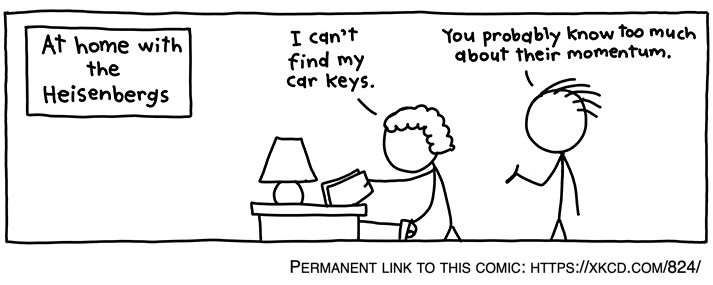 At home with
the
Heisenbergs
I can't
find my
car keys.
You probably know too much
about their momentum.
Permanent link to this comic: https://xkcd.com/824/